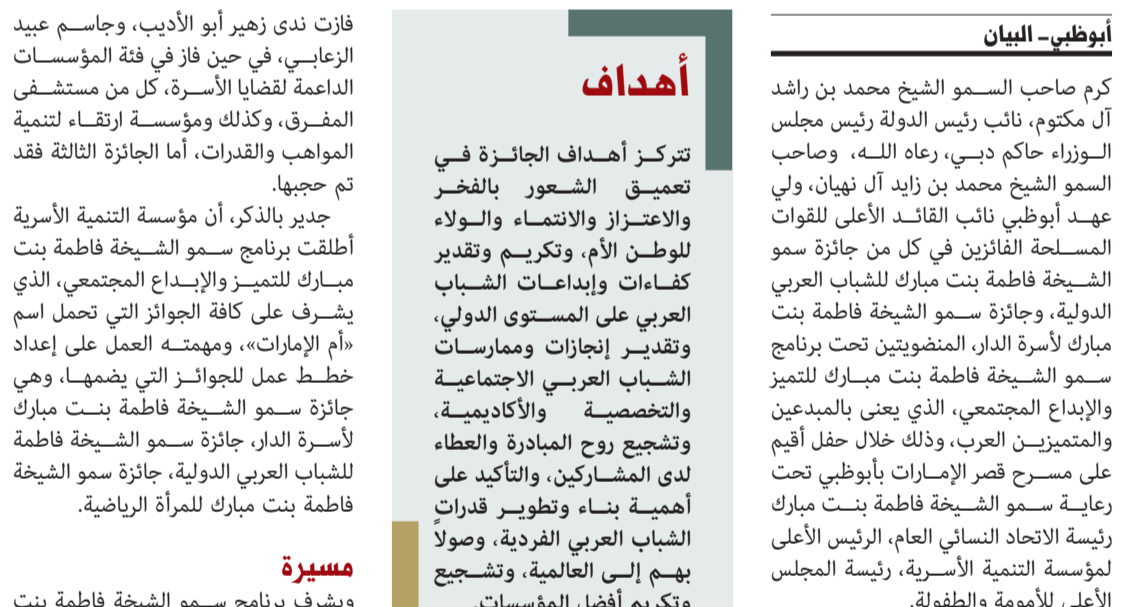 أبوظبي- البيان
كرم صاحب السمو الشيخ محمد بن راشد
آل مكتوم، نائب رئيس الدولة رئيس مجلس
الوزراء حاكم دبي، رعاه الله، وصاحب
السمو الشيخ محمد بن زايد آل نهيان، ولي
عهد أبوظبي نائب القائد الأعلى للقوات
المسلحة الفائزين في كل من جائزة سمو
الشيخة فاطمة بنت مبارك للشباب العربي
الدولية، وجائزة سمو الشيخة فاطمة بنت
مبارك لأسرة الدار، المنضويتين تحت برنامج
سمو الشيخة فاطمة بنت مبارك للتميز
والإبداع المجتمعي، الذي يعنى بالمبدعين
والمتميزين العرب، وذلك خلال حفل أقيم
على مسرح قصر الإمارات بأبوظبي تحت
رعاية سمو الشيخة فاطمة بنت مبارك
رئيسة الاتحاد النسائي العام، الرئيس الأعلى
لمؤسسة التنمية الأسرية، رئيسة المجلس
الأعلى للأمومة والطفولة.
أهداف
تتركز أهداف الجائزة في
تعميق الشعور بالفخر
والاعتزاز والانتماء والولاء
للوطن الأم، وتكريم وتقدير
كفاءات وإبداعات الشباب
العربي على المستوى الدولي،
وتقدير إنجازات وممارسات
الشباب العربي الاجتماعية
والتخصصية والأكاديمية،
وتشجيع روح المبادرة والعطاء
لدى المشاركين، والتأكيد على
أهمية بناء وتطوير قدرات
الشباب العربي الفردية، وصولاً
بهم إلى العالمية، وتشجيع
وتكريم أفضل المؤسسات.
فازت ندى زهير أبو الأديب، وجاسم عبيد
الزعابي، في حين فاز في فئة المؤسسات
الداعمة لقضايا الأسرة، كل من مستشفى
المفرق، وكذلك ومؤسسة ارتقاء لتنمية
المواهب والقدرات، أما الجائزة الثالثة فقد
تم حجبها.
جدير بالذكر، أن مؤسسة التنمية الأسرية
أطلقت برنامج سمو الشيخة فاطمة بنت
مبارك للتميز والإبداع المجتمعي، الذي
يشرف على كافة الجوائز التي تحمل اسم
«أم الإمارات»، ومهمته العمل على إعداد
خطط عمل للجوائز التي يضمها، وهي
جائزة سمو الشيخة فاطمة بنت مبارك
لأسرة الدار، جائزة سمو الشيخة فاطمة
للشباب العربي الدولية، جائزة سمو الشيخة
فاطمة بنت مبارك للمرأة الرياضية.
مسيرة
ويشرف برنامج سمو الشيخة فاطمة بنت